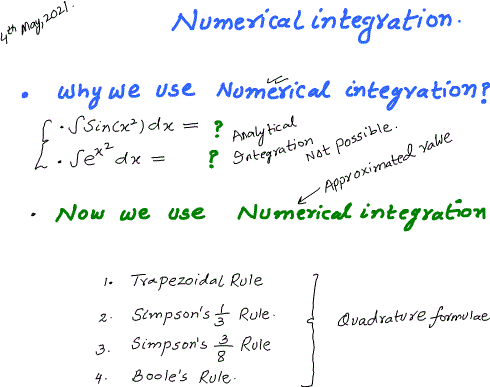 4th May, 2021.
Numerical integration.
• Why we use Numerical integration?
• ∫Sin(x²)dx = ? Analytical
• ∫e^x² dx = ? Integration Not possible.
Approximated value
• Now we use Numerical integration
1. Trapezoidal Rule
2. Simpson's 1/3 Rule.
3. Simpson's 3/8 Rule
4. Boole's Rule.
Quadrature formulae